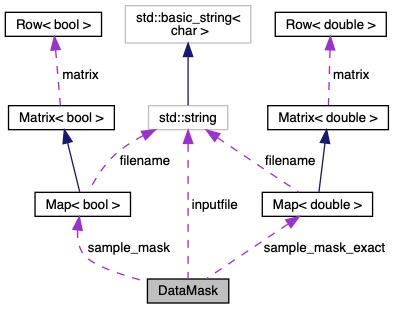 Row< bool >
std::basic_string<
char >
Row< double >
matrix
matrix
Matrix< bool >
std::string
Matrix< double >
filename
filename
Map< bool >
inputfile
Map< double >
sample_mask
sample_mask_exact
DataMask